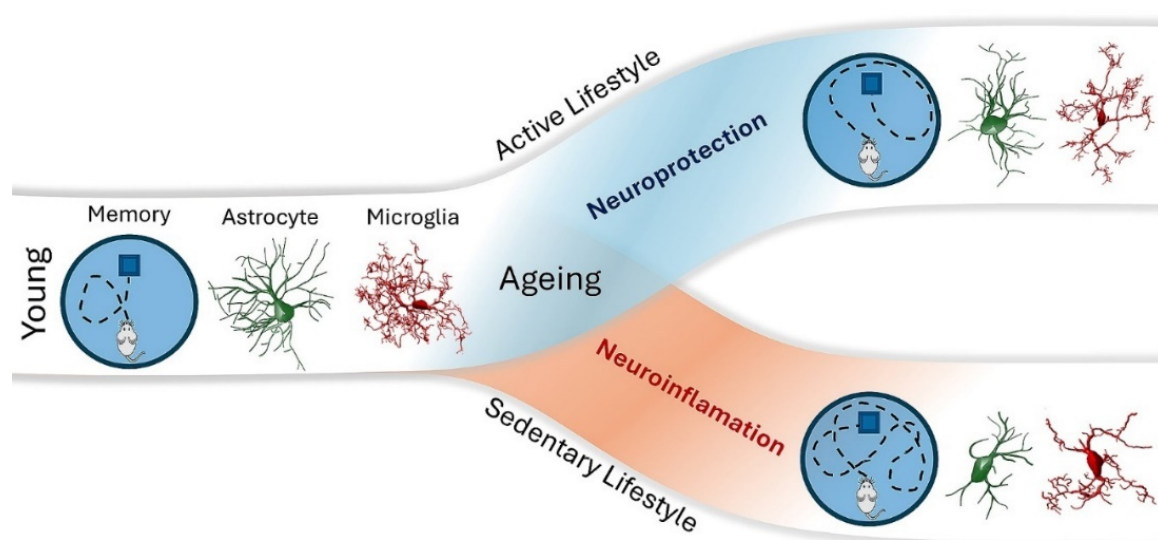 Young
Memory
Astrocyte
Microglia
Ageing
Active Lifestyle
Neuroprotection
Neuroinflamation
Sedentary Lifestyle